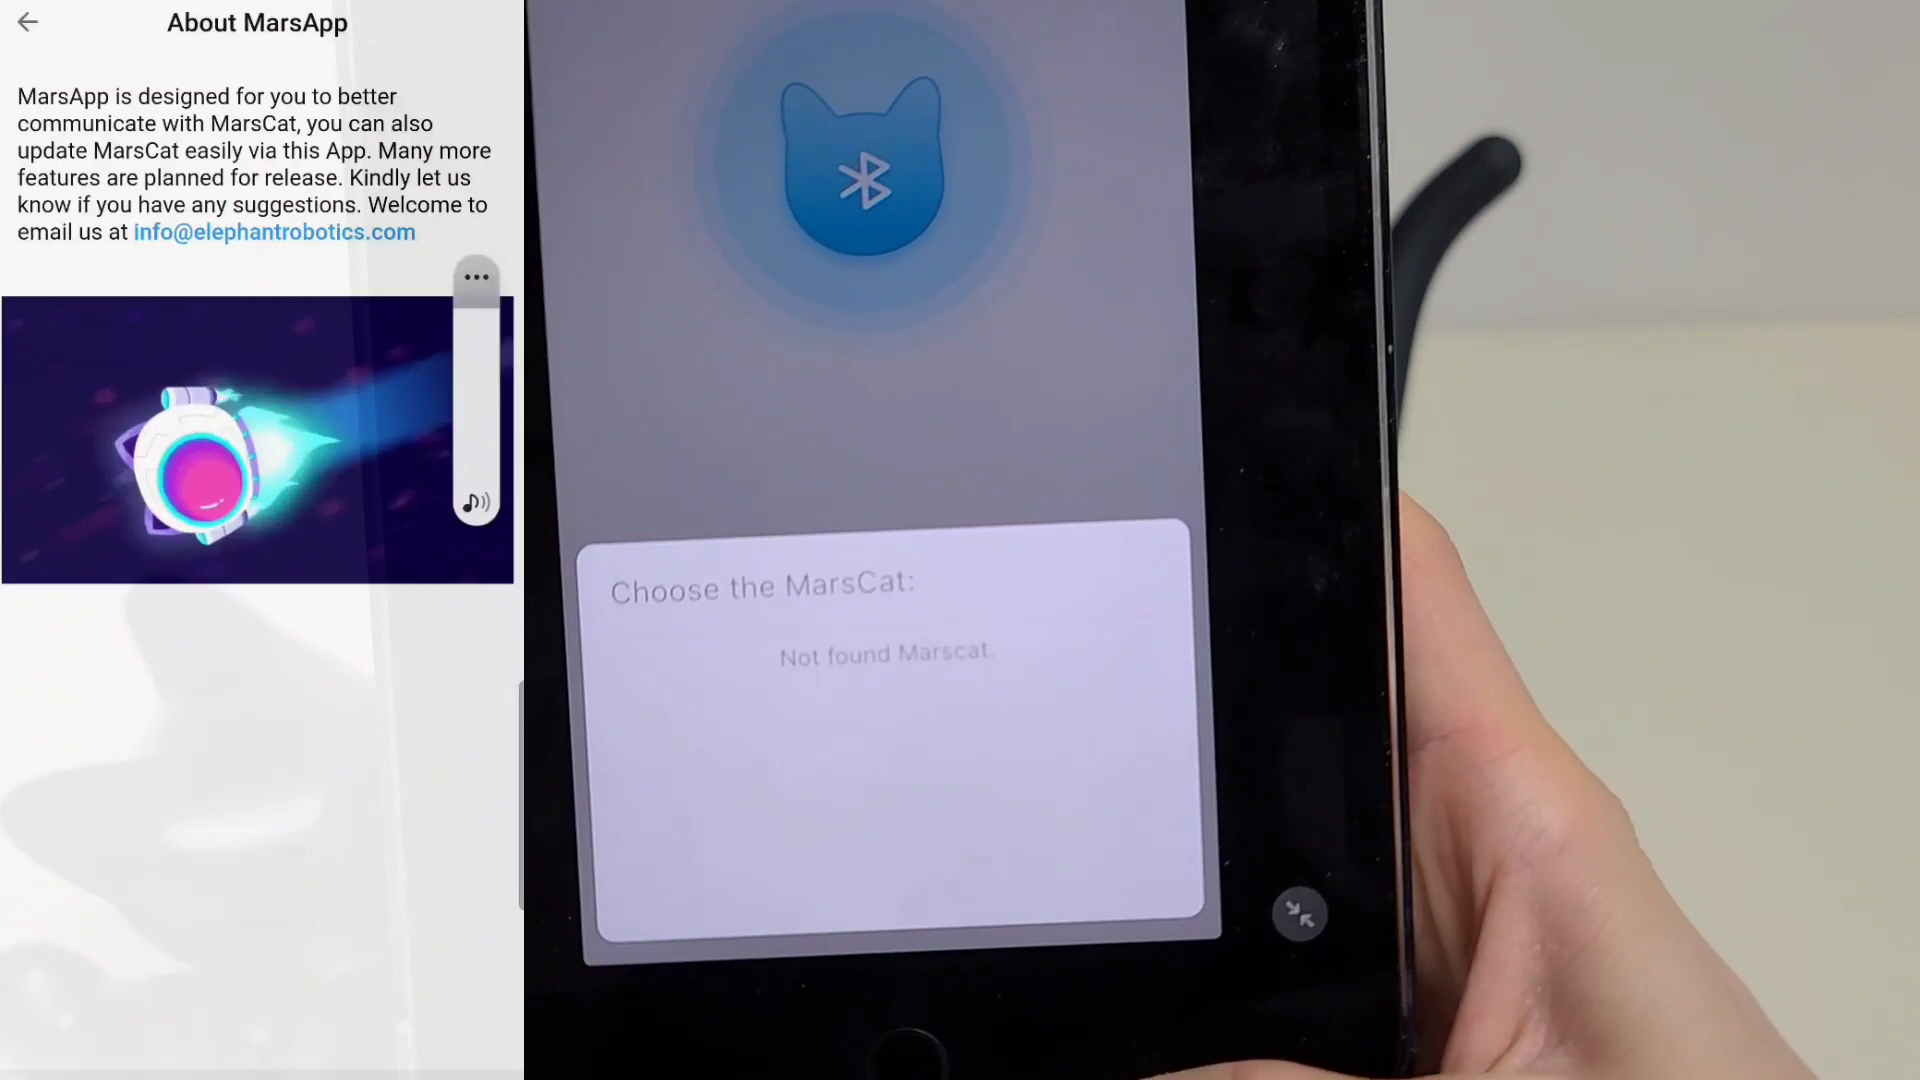 About MarsApp
MarsApp is designed for you to better
communicate with MarsCat, you can also
update MarsCat easily via this App. Many more
features are planned for release. Kindly let us
know if you have any suggestions. Welcome to
email us at info@elephantrobotics.com
Choose the MarsCat:
Not found Marscat.